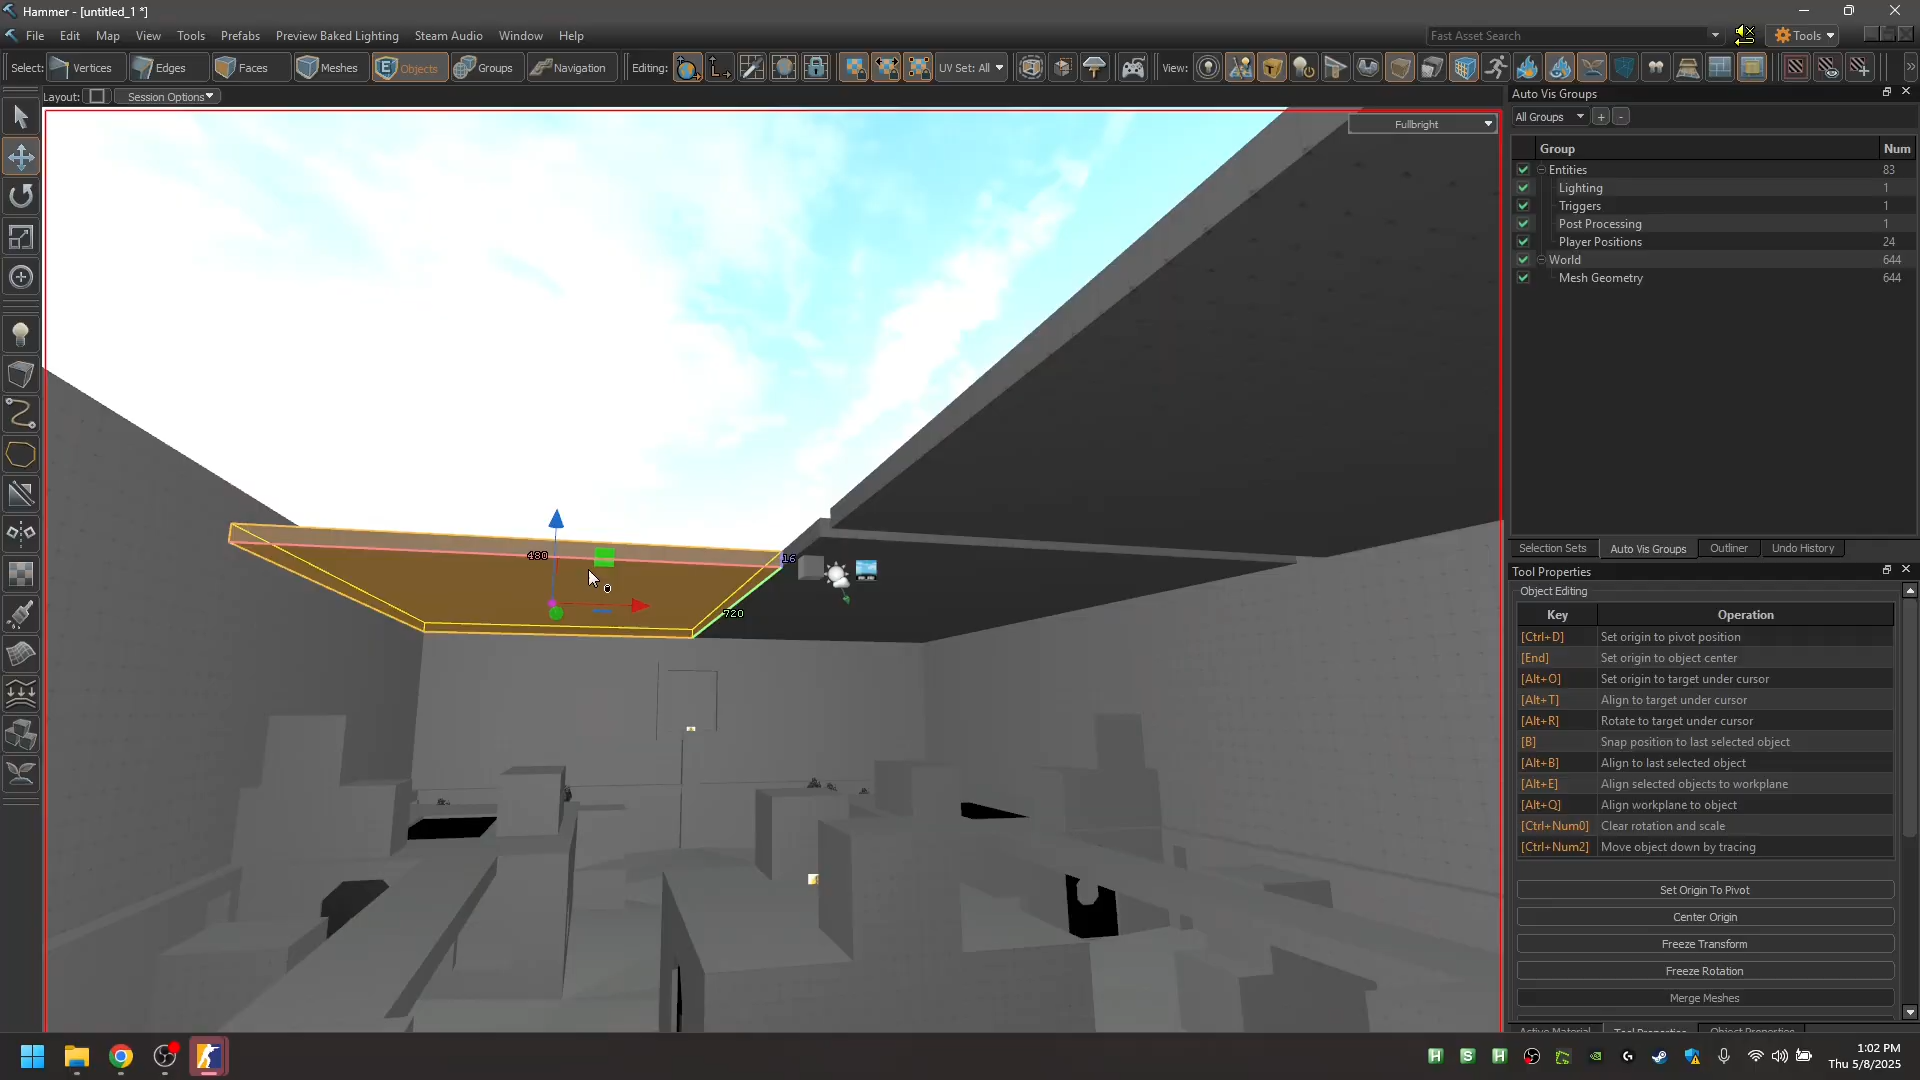 Hammer - [untitled_1 *]
File Edit Map View Tools Prefabs Preview Baked Lighting Steam Audio Window Help
Fast Asset Search
Tools
Select: Vertices Edges Faces Meshes Objects Groups Navigation Editing: UV Set: All View:
Layout: Session Options
Fullbright
480
16
720
Auto Vis Groups
All Groups + -
Group Num
Entities 83
Lighting 1
Triggers 1
Post Processing 1
Player Positions 24
World 644
Mesh Geometry 644
Selection Sets Auto Vis Groups Outliner Undo History
Tool Properties
Object Editing
Key Operation
[Ctrl+D] Set origin to pivot position
[End] Set origin to object center
[Alt+O] Set origin to target under cursor
[Alt+T] Align to target under cursor
[Alt+R] Rotate to target under cursor
[B] Snap position to last selected object
[Alt+B] Align to last selected object
[Alt+E] Align selected objects to workplane
[Alt+Q] Align workplane to object
[Ctrl+Num0] Clear rotation and scale
[Ctrl+Num2] Move object down by tracing
Set Origin To Pivot
Center Origin
Freeze Transform
Freeze Rotation
Merge Meshes
Active Material Tool Properties Object Properties
1:02 PM
Thu 5/8/2025